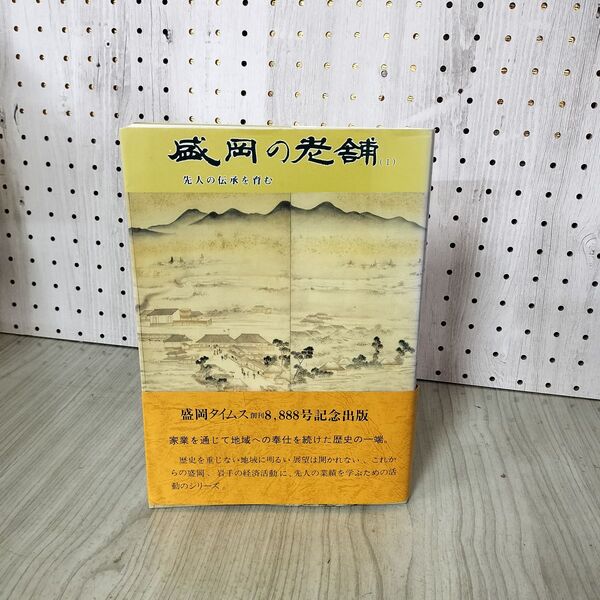 盛岡の老舗(1)
先人の伝承を育む
盛岡タイムス創刊8,888号記念出版
家業を通じて地域への奉仕を続けた歴史の一端。
歴史を重じない地域に明るい展望は開かれない、これか
らの盛岡、岩手の経済活動に、先人の業績を学ぶための活
動のシリーズ。